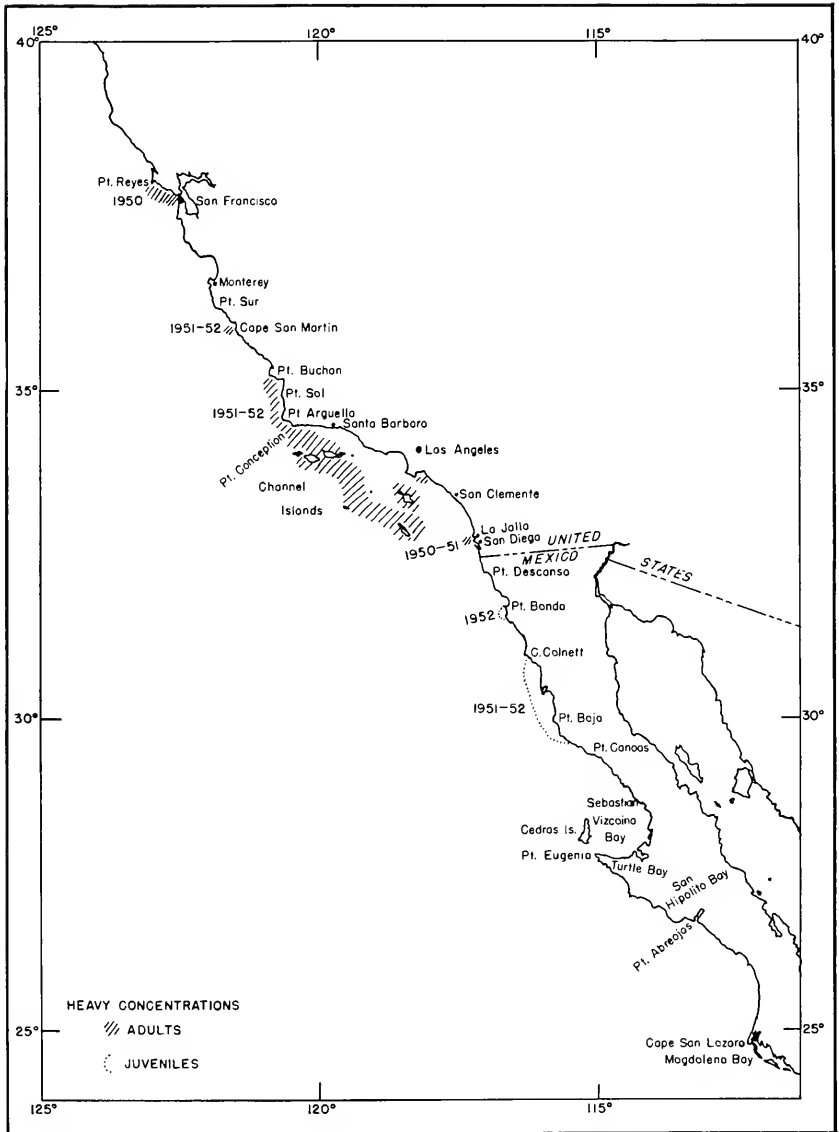 125°
120°
115°
40°
40°
Pt. Reyes
1950
San Francisco
Monterey
Pt. Sur
1951-52
Cape San Martin
Pt. Buchon
35°
35°
Pt. Sal
1951-52
Pt Arguello
Santa Barbara
Pt. Conception
Los Angeles
Channel
Islands
San Clemente
La Jolla
1950-51
San Diego
UNITED
MEXICO
STATES
Pt. Descanso
Pt. Banda
1952
C. Colnett
1951-52
30°
30°
Pt. Baja
Pt. Canoas
Sebastian
Vizcaino
Bay
Cedros Is.
Pt. Eugenia
Turtle Bay
San
Hipolito Bay
Pt. Abreojos
HEAVY CONCENTRATIONS
ADULTS
JUVENILES
25°
25°
Cape San Lazaro
Magdalena Bay
125°
120°
115°